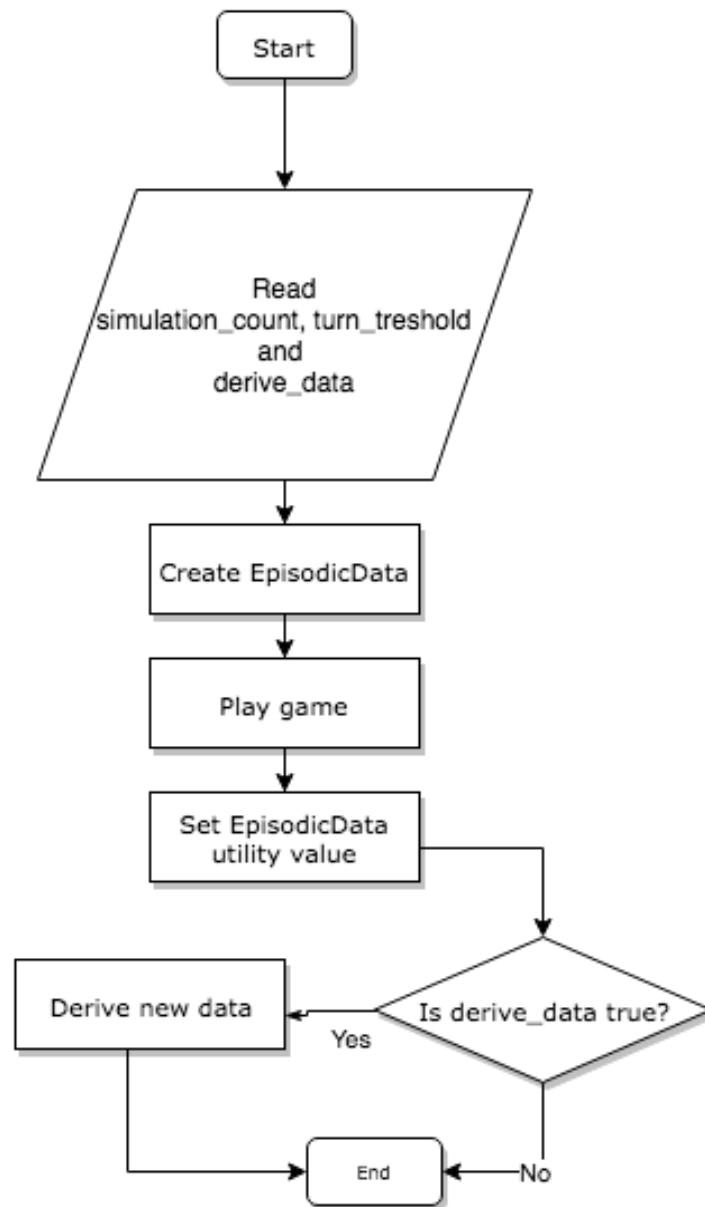 Start
Read
simulation_count, turn_treshold
and
derive_data
Create EpisodicData
Play game
Set EpisodicData
utility value
Is derive_data true?
Yes
Derive new data
No
End